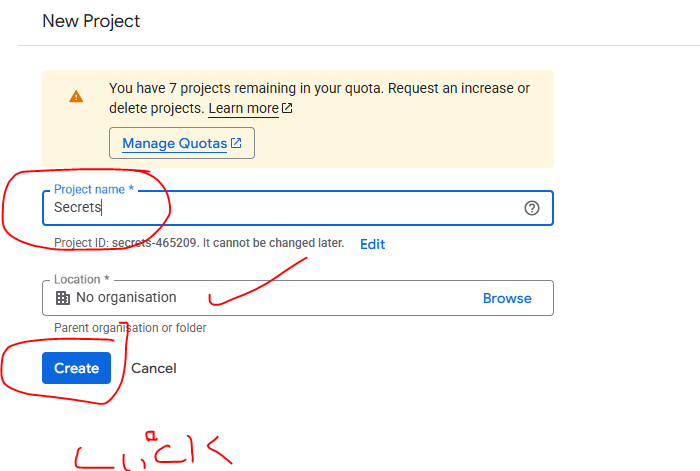 New Project
You have 7 projects remaining in your quota. Request an increase or
delete projects. Learn more
Manage Quotas
Project name *
Secrets
Project ID: secrets-465209. It cannot be changed later. Edit
Location *
No organisation Browse
Parent organisation or folder
Create Cancel
CLiCK